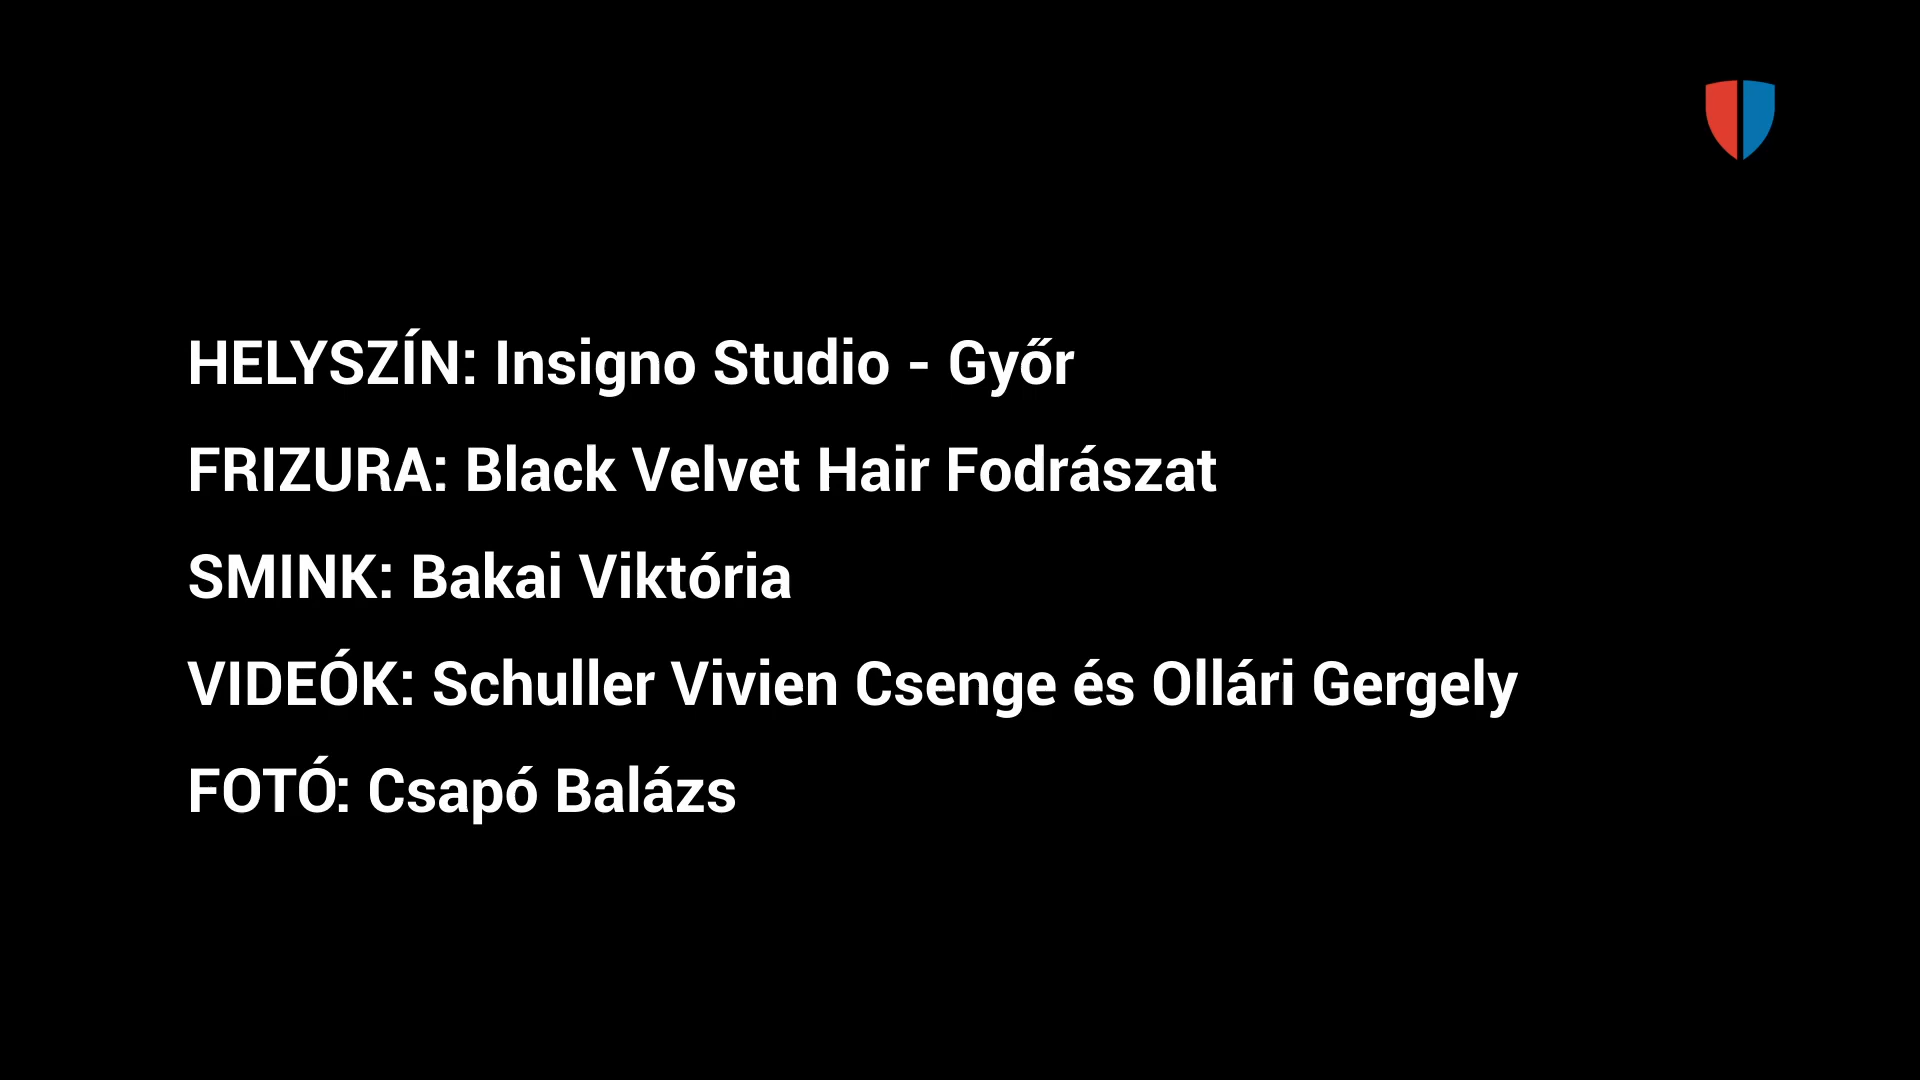 HELYSZÍN: Insigno Studio - Győr
FRIZURA: Black Velvet Hair Fodrászat
SMINK: Bakai Viktória
VIDEÓK: Schuller Vivien Csenge és Ollári Gergely
FOTÓ: Csapó Balázs